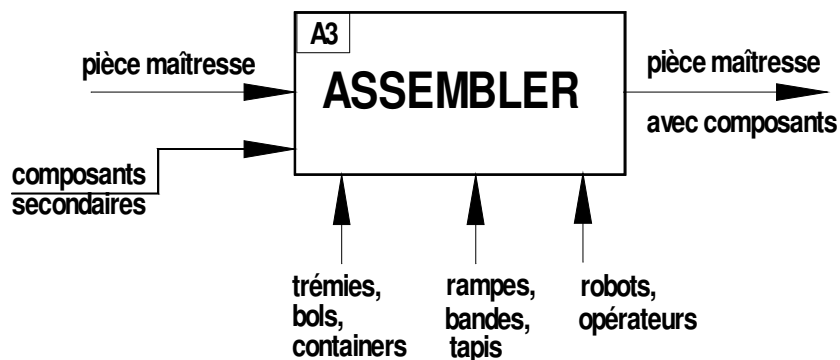 A3
ASSEMBLER
pièce maîtresse
composants
secondaires
pièce maîtresse
avec composants
trémies,
bols,
containers
rampes,
bandes,
tapis
robots,
opérateurs